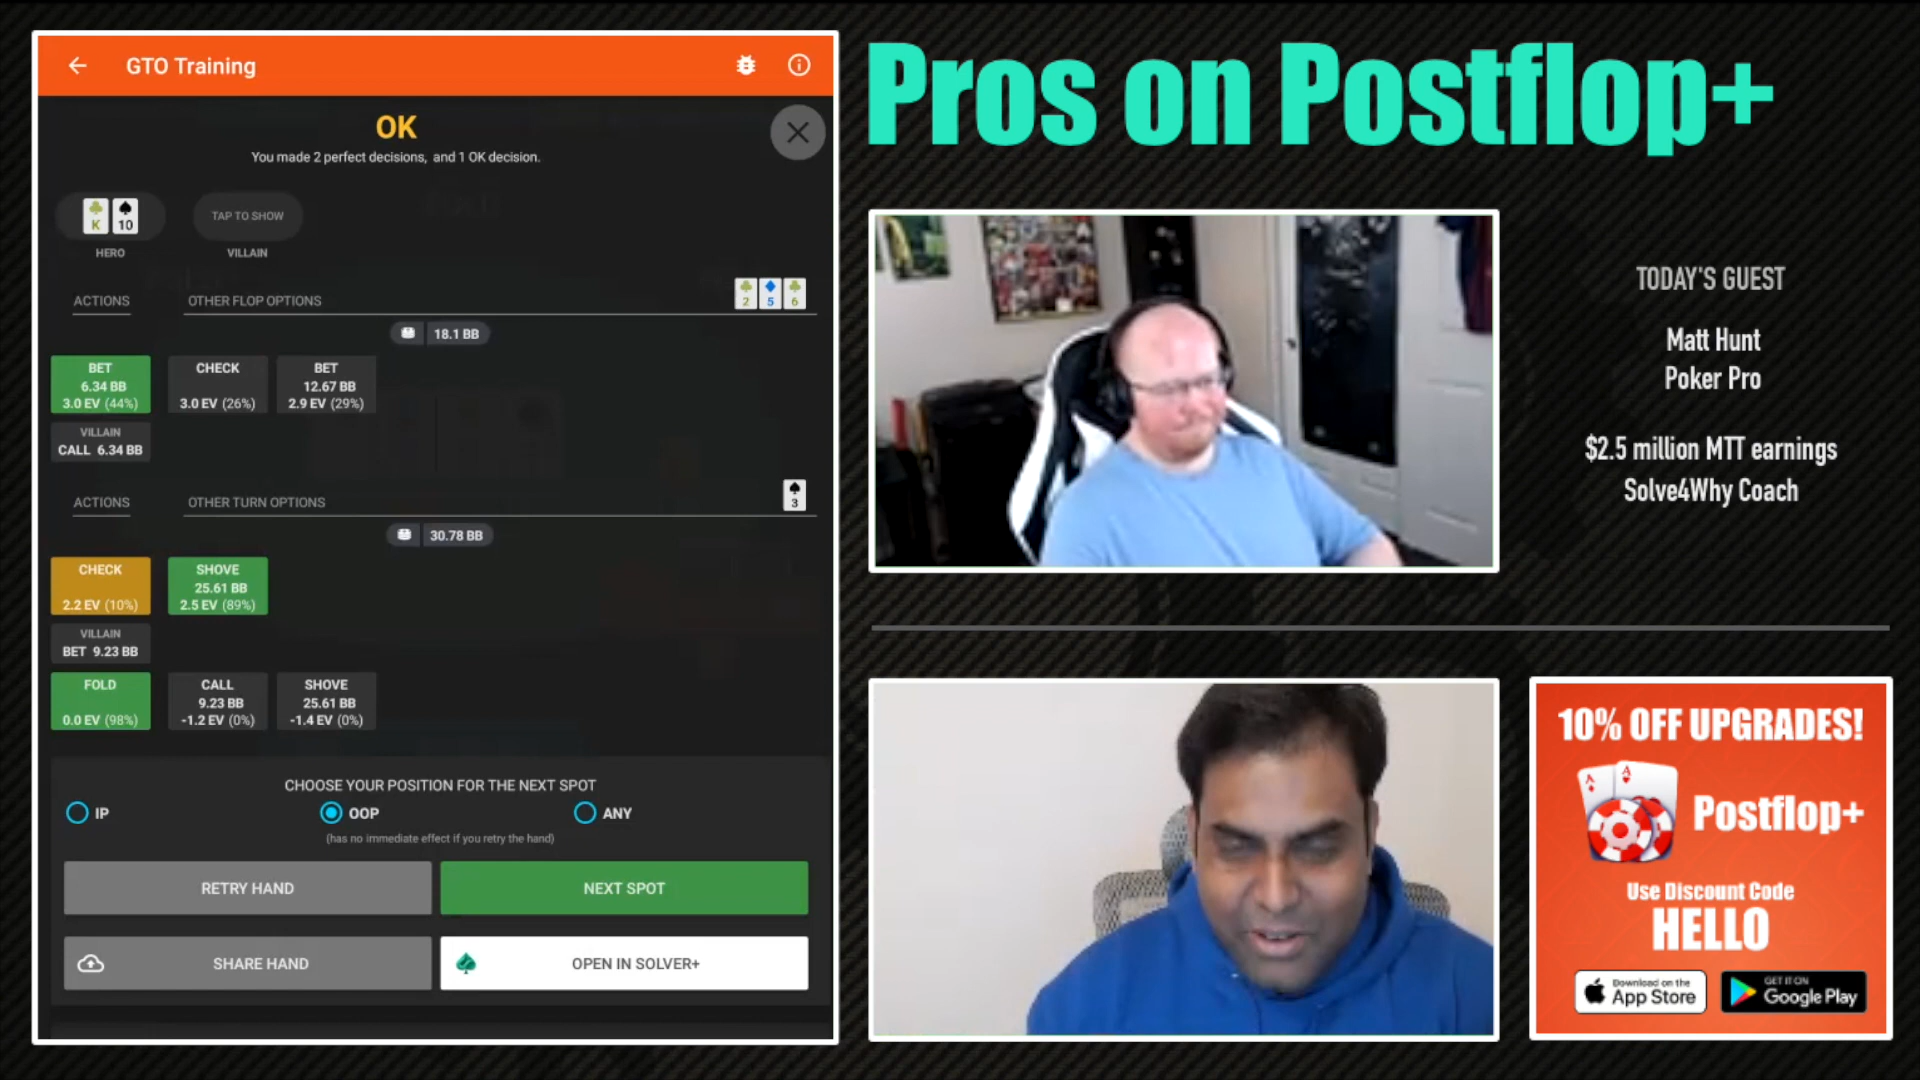 GTO Training
OK
You made 2 perfect decisions, and 1 OK decision.
K 10
TAP TO SHOW
HERO
VILLAIN
ACTIONS
OTHER FLOP OPTIONS
2 5 6
18.1 BB
BET
6.34 BB
3.0 EV (44%)
CHECK
3.0 EV (26%)
BET
12.67 BB
2.9 EV (29%)
VILLAIN
CALL 6.34 BB
ACTIONS
OTHER TURN OPTIONS
3
30.78 BB
CHECK
2.2 EV (10%)
SHOVE
25.61 BB
2.5 EV (89%)
VILLAIN
BET 9.23 BB
FOLD
0.0 EV (98%)
CALL
9.23 BB
-1.2 EV (0%)
SHOVE
25.61 BB
-1.4 EV (0%)
CHOOSE YOUR POSITION FOR THE NEXT SPOT
IP
OOP
ANY
(has no immediate effect if you retry the hand)
RETRY HAND
NEXT SPOT
SHARE HAND
OPEN IN SOLVER+
Pros on Postflop+
TODAY'S GUEST
Matt Hunt
Poker Pro
$2.5 million MTT earnings
Solve4Why Coach
10% OFF UPGRADES!
A A
Postflop+
Use Discount Code
HELLO
Download on the
App Store
GET IT ON
Google Play